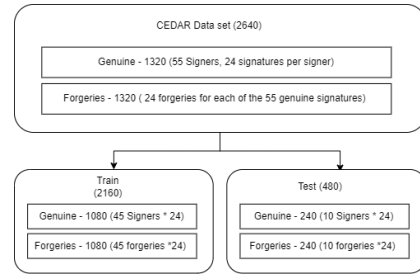 CEDAR Data set (2640)
Genuine - 1320 (55 Signers, 24 signatures per signer)
Forgeries - 1320 ( 24 forgeries for each of the 55 genuine signatures)
Train
(2160)
Genuine - 1080 (45 Signers * 24)
Forgeries - 1080 (45 forgeries *24)
Test (480)
Genuine - 240 (10 Signers * 24)
Forgeries - 240 (10 forgeries *24)